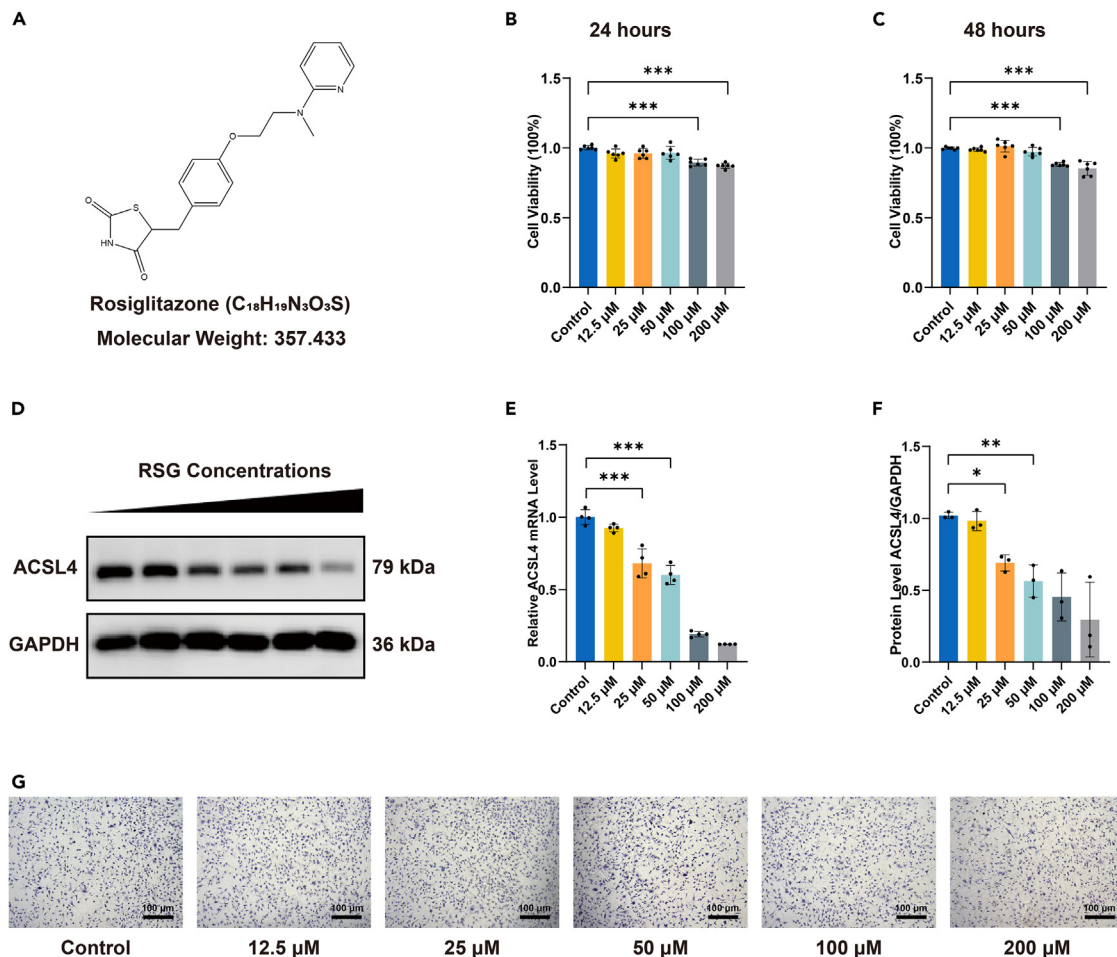 A
N
N
O
S
O
HN
O
Rosiglitazone (C₁₈H₁₉N₃O₃S)
Molecular Weight: 357.433
B
24 hours
Cell Viability (100%)
1.5
1.0
0.5
0.0
***
***
Control
12.5 µM
25 µM
50 µM
100 µM
200 µM
C
48 hours
Cell Viability (100%)
1.5
1.0
0.5
0.0
***
***
Control
12.5 µM
25 µM
50 µM
100 µM
200 µM
D
RSG Concentrations
ACSL4
79 kDa
GAPDH
36 kDa
E
Relative ACSL4 mRNA Level
1.5
1.0
0.5
0.0
***
***
Control
12.5 µM
25 µM
50 µM
100 µM
200 µM
F
Protein Level ACSL4/GAPDH
1.5
1.0
0.5
0.0
**
*
Control
12.5 µM
25 µM
50 µM
100 µM
200 µM
G
100 µm
100 µm
100 µm
100 µm
100 µm
100 µm
Control
12.5 µM
25 µM
50 µM
100 µM
200 µM